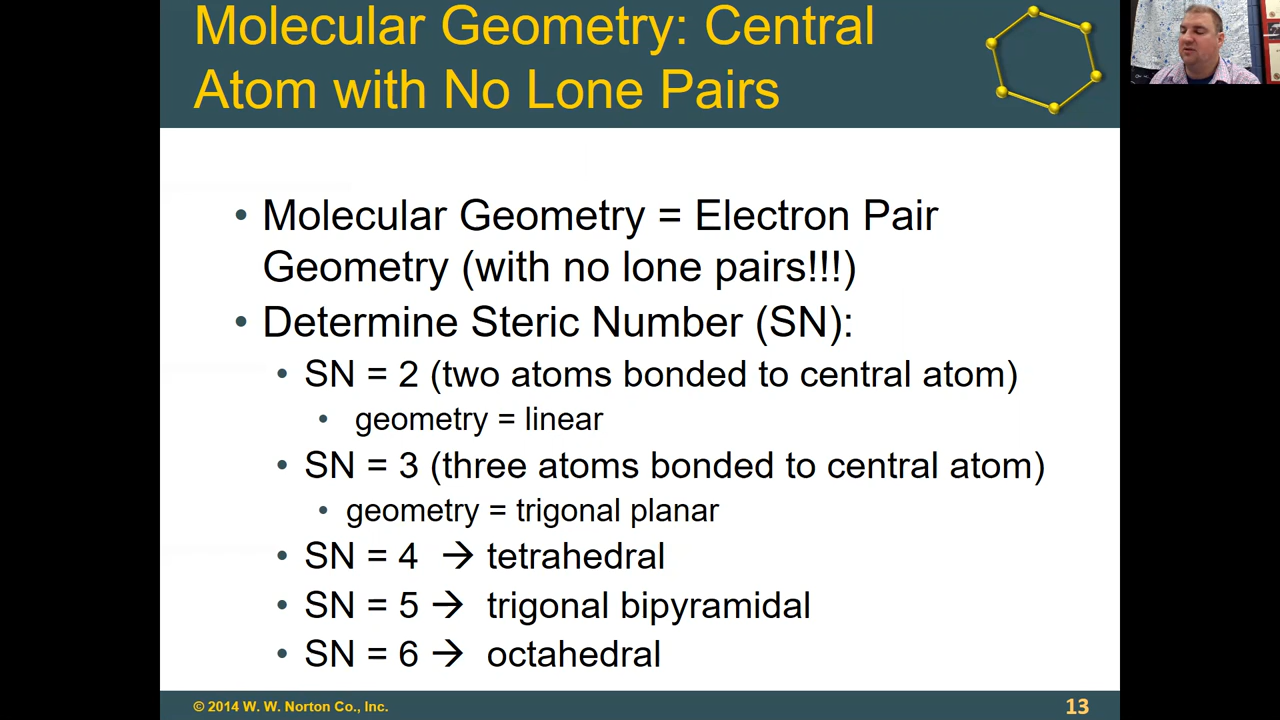 Molecular Geometry: Central
Atom with No Lone Pairs
• Molecular Geometry = Electron Pair
Geometry (with no lone pairs!!!)
• Determine Steric Number (SN):
• SN = 2 (two atoms bonded to central atom)
• geometry = linear
• SN = 3 (three atoms bonded to central atom)
• geometry = trigonal planar
• SN = 4 → tetrahedral
• SN = 5 → trigonal bipyramidal
• SN = 6 → octahedral
© 2014 W. W. Norton Co., Inc.
13